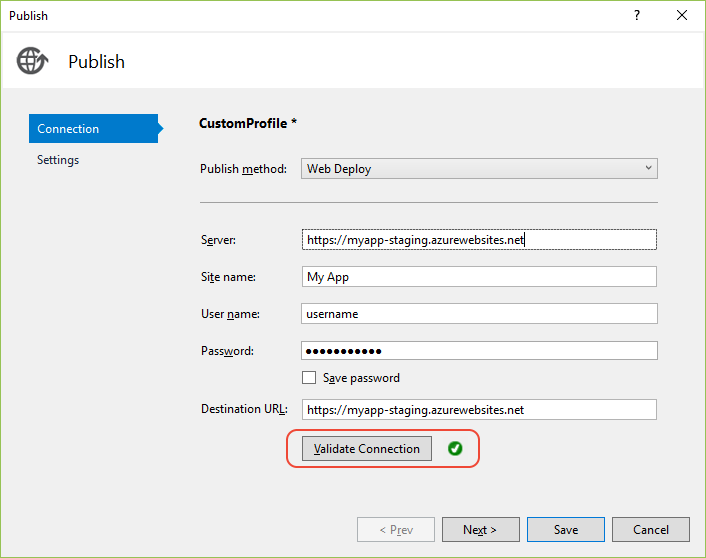 Publish
? 
Publish
Connection
Settings
CustomProfile *
Publish method: Web Deploy
Server: https://myapp-staging.azurewebsites.net
Site name: My App
User name: username
Password: ●●●●●●●●●●●
Save password
Destination URL: https://myapp-staging.azurewebsites.net
Validate Connection
< Prev Next > Save Cancel